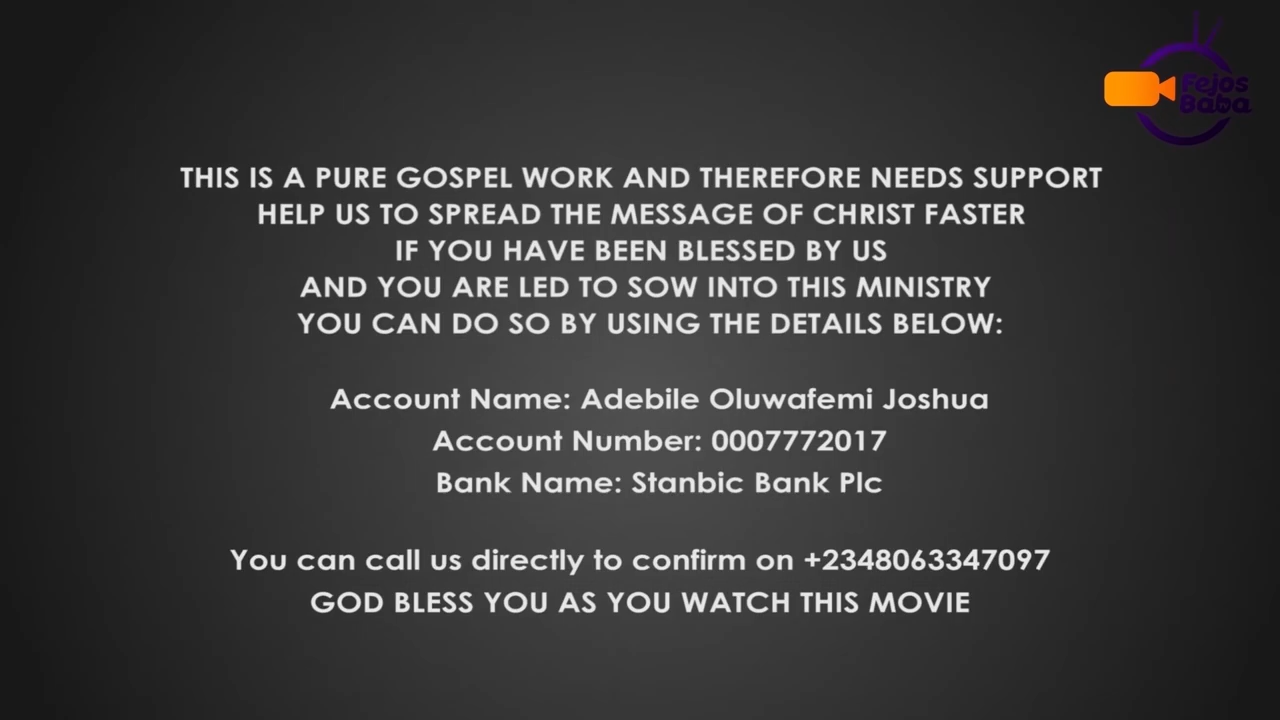 Fejos
Baba
TV
THIS IS A PURE GOSPEL WORK AND THEREFORE NEEDS SUPPORT
HELP US TO SPREAD THE MESSAGE OF CHRIST FASTER
IF YOU HAVE BEEN BLESSED BY US
AND YOU ARE LED TO SOW INTO THIS MINISTRY
YOU CAN DO SO BY USING THE DETAILS BELOW:
Account Name: Adebile Oluwafemi Joshua
Account Number: 0007772017
Bank Name: Stanbic Bank Plc
You can call us directly to confirm on +2348063347097
GOD BLESS YOU AS YOU WATCH THIS MOVIE